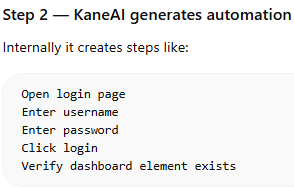 Step 2 — KaneAI generates automation
Internally it creates steps like:
Open login page
Enter username
Enter password
Click login
Verify dashboard element exists